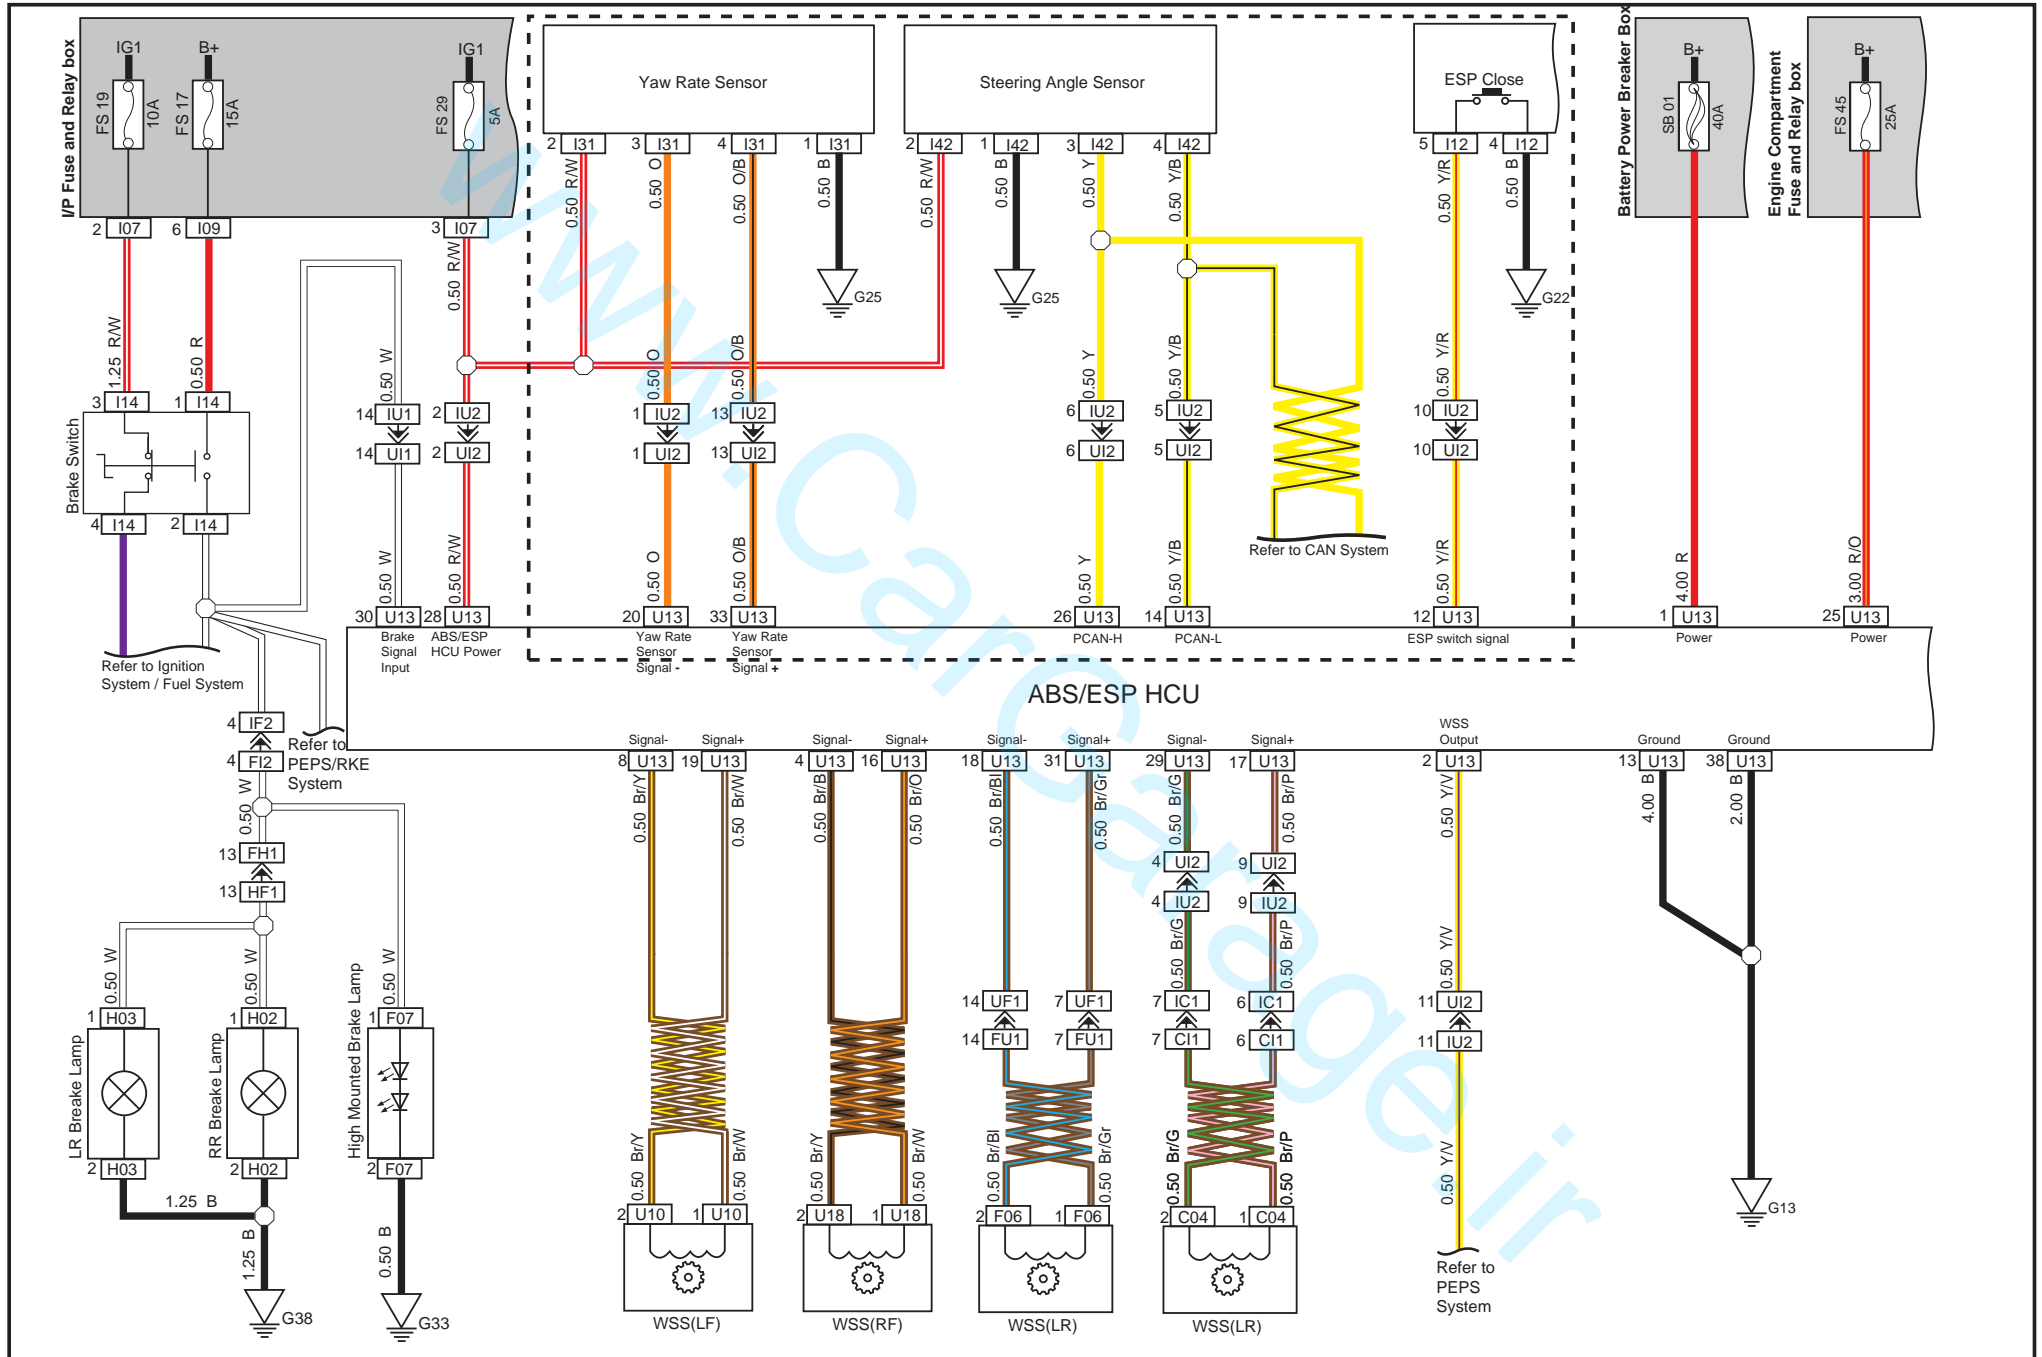 I/P Fuse and Relay box
IG1
FS 19
10A
B+
FS 17
15A
IG1
FS 29
5A
Yaw Rate Sensor
Steering Angle Sensor
ESP Close
Battery Power Breaker Box
B+
SB 01
40A
Engine Compartment
Fuse and Relay box
B+
FS 45
25A
2 I31
3 I31
4 I31
1 I31
2 I42
1 I42
3 I42
4 I42
5 I12
4 I12
0.50 R/W
0.50 O
0.50 O/B
0.50 B
0.50 R/W
0.50 B
0.50 Y
0.50 Y/B
0.50 Y/R
0.50 B
2 I07
6 I09
3 I07
0.50 R/W
G25
G25
G22
1.25 R/W
0.50 R
0.50 W
0.50 O
0.50 O/B
0.50 Y
0.50 Y/B
0.50 Y/R
3 I14
1 I14
14 IU1
2 IU2
1 IU2
13 IU2
6 IU2
5 IU2
10 IU2
14 UI1
2 UI2
1 UI2
13 UI2
6 UI2
5 UI2
10 UI2
Brake Switch
4 I14
2 I14
Refer to CAN System
0.50 W
0.50 R/W
0.50 O
0.50 O/B
0.50 Y
0.50 Y/B
0.50 Y/R
4.00 R
3.00 R/O
30 U13
28 U13
20 U13
33 U13
26 U13
14 U13
12 U13
1 U13
25 U13
Brake
Signal
Input
ABS/ESP
HCU Power
Yaw Rate
Sensor
Signal -
Yaw Rate
Sensor
Signal +
PCAN-H
PCAN-L
ESP switch signal
Power
Power
Refer to Ignition
System / Fuel System
ABS/ESP HCU
4 IF2
4 FI2
Refer to
PEPS/RKE
System
Signal-
Signal+
Signal-
Signal+
Signal-
Signal+
Signal-
Signal+
WSS
Output
Ground
Ground
8 U13
19 U13
4 U13
16 U13
18 U13
31 U13
29 U13
17 U13
2 U13
13 U13
38 U13
0.50 W
0.50 Br/Y
0.50 Br/W
0.50 Br/B
0.50 Br/O
0.50 Br/Bl
0.50 Br/Gr
0.50 Br/G
0.50 Br/P
0.50 Y/V
4.00 B
2.00 B
13 FH1
13 HF1
4 UI2
9 UI2
4 IU2
9 IU2
0.50 W
0.50 W
0.50 W
0.50 Br/G
0.50 Br/P
0.50 Y/V
14 UF1
7 UF1
7 IC1
6 IC1
11 UI2
14 FU1
7 FU1
7 CI1
6 CI1
11 IU2
1 H03
1 H02
1 F07
LR Breake Lamp
RR Breake Lamp
High Mounted Brake Lamp
2 H03
2 H02
2 F07
0.50 Br/Y
0.50 Br/W
0.50 Br/Y
0.50 Br/W
0.50 Br/Bl
0.50 Br/Gr
0.50 Br/G
0.50 Br/P
0.50 Y/V
1.25 B
1.25 B
0.50 B
2 U10
1 U10
2 U18
1 U18
2 F06
1 F06
2 C04
1 C04
G13
G38
G33
WSS(LF)
WSS(RF)
WSS(LR)
WSS(LR)
Refer to
PEPS
System
www.CarGarage.ir